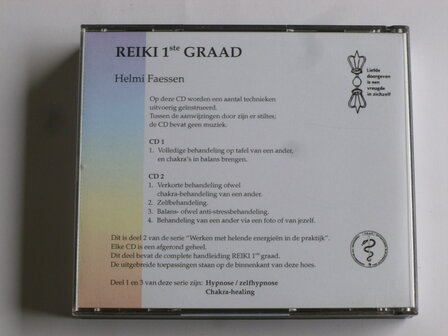 REIKI 1ste GRAAD
Liefde
doorgeven
is een
vreugde
in zichzelf
Helmi Faessen
Op deze CD worden een aantal technieken
uitvoerig geïnstrueerd.
Tussen de aanwijzingen door zijn er stiltes;
de CD bevat geen muziek.
CD 1
1. Volledige behandeling op tafel van een ander,
en chakra's in balans brengen.
CD 2
1. Verkorte behandeling ofwel
chakra-behandeling van een ander.
2. Zelfbehandeling.
3. Balans- ofwel anti-stressbehandeling.
4. Behandeling van een ander via een foto of van jezelf.
Dit is deel 2 van de serie "Werken met helende energieën in de praktijk".
Elke CD is een afgerond geheel.
Dit deel bevat de complete handleiding REIKI 1ste graad.
De uitgebreide toepassingen staan op de binnenkant van deze hoes.
Deel 1 en 3 van deze serie zijn: Hypnose / zelfhypnose
Chakra-healing